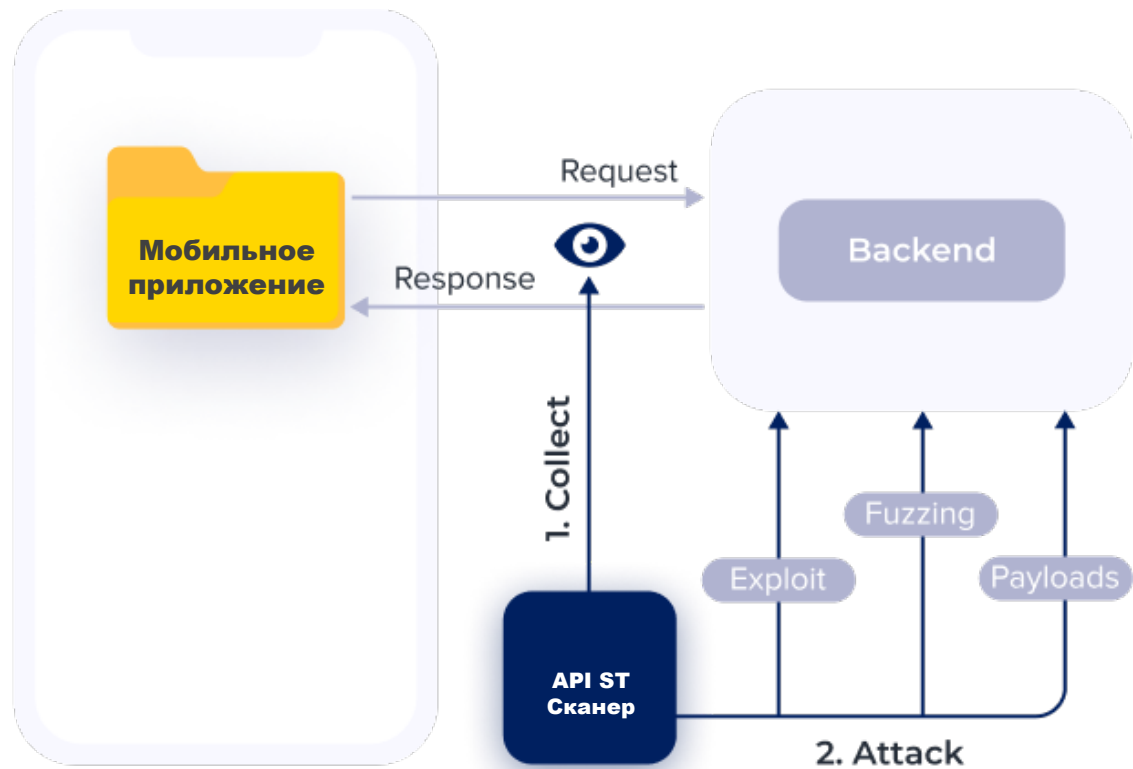 Request
Мобильное
приложение
Response
Backend
1. Collect
Fuzzing
Exploit
Payloads
API ST
Сканер
2. Attack